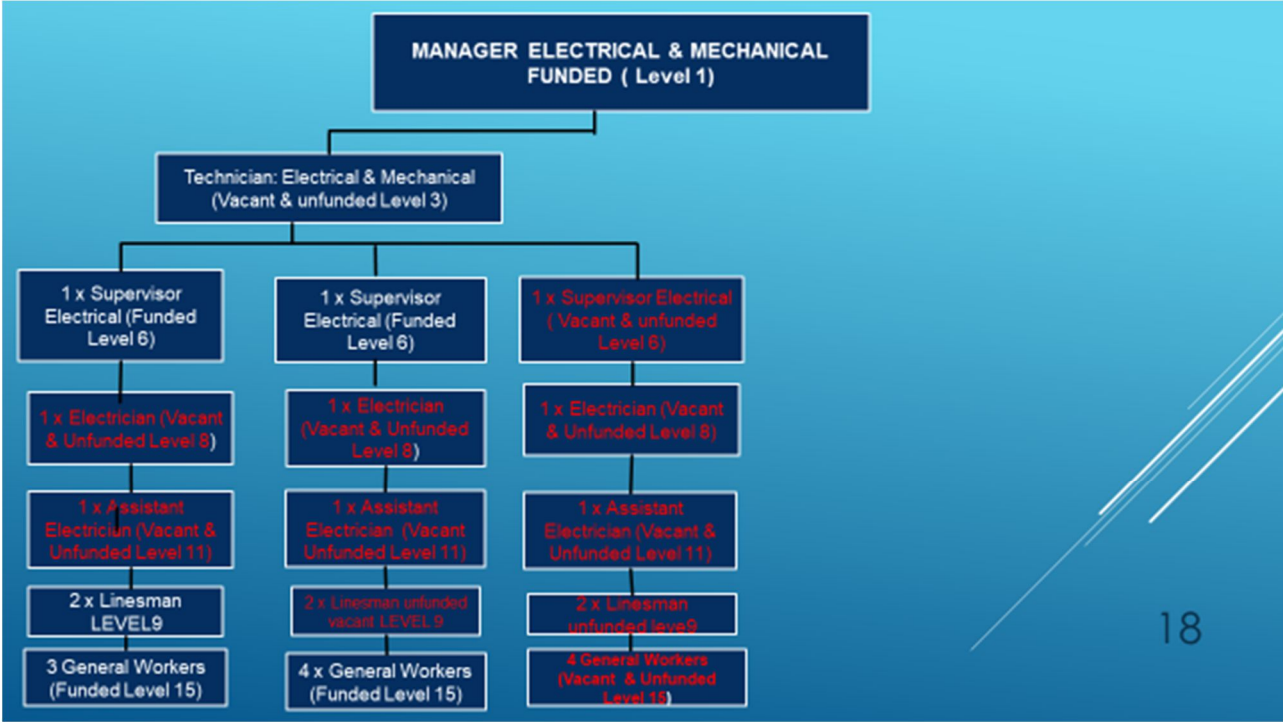 MANAGER ELECTRICAL & MECHANICAL
FUNDED ( Level 1)
Technician: Electrical & Mechanical
(Vacant & unfunded Level 3)
1 x Supervisor
Electrical (Funded
Level 6)
1 x Supervisor
Electrical (Funded
Level 6)
1 x Supervisor Electrical
( Vacant & unfunded
Level 6)
1 x Electrician (Vacant
& Unfunded Level 8)
1 x Electrician
(Vacant & Unfunded
Level 8)
1 x Electrician (Vacant
& Unfunded Level 8)
1 x Assistant
Electrician (Vacant &
Unfunded Level 11)
1 x Assistant
Electrician (Vacant
Unfunded Level 11)
1 x Assistant
Electrician (Vacant &
Unfunded Level 11)
2 x Linesman
LEVEL9
2 x Linesman unfunded
vacant LEVEL 9
2 x Linesman
unfunded leve9
3 General Workers
(Funded Level 15)
4 x General Workers
(Funded Level 15)
4 General Workers
(Vacant & Unfunded
Level 15)
18